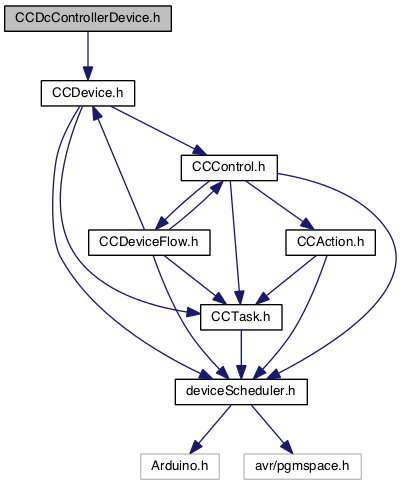 CCDcControllerDevice.h
CCDevice.h
CCControl.h
CCDeviceFlow.h
CCAction.h
CCTask.h
deviceScheduler.h
Arduino.h
avr/pgmspace.h